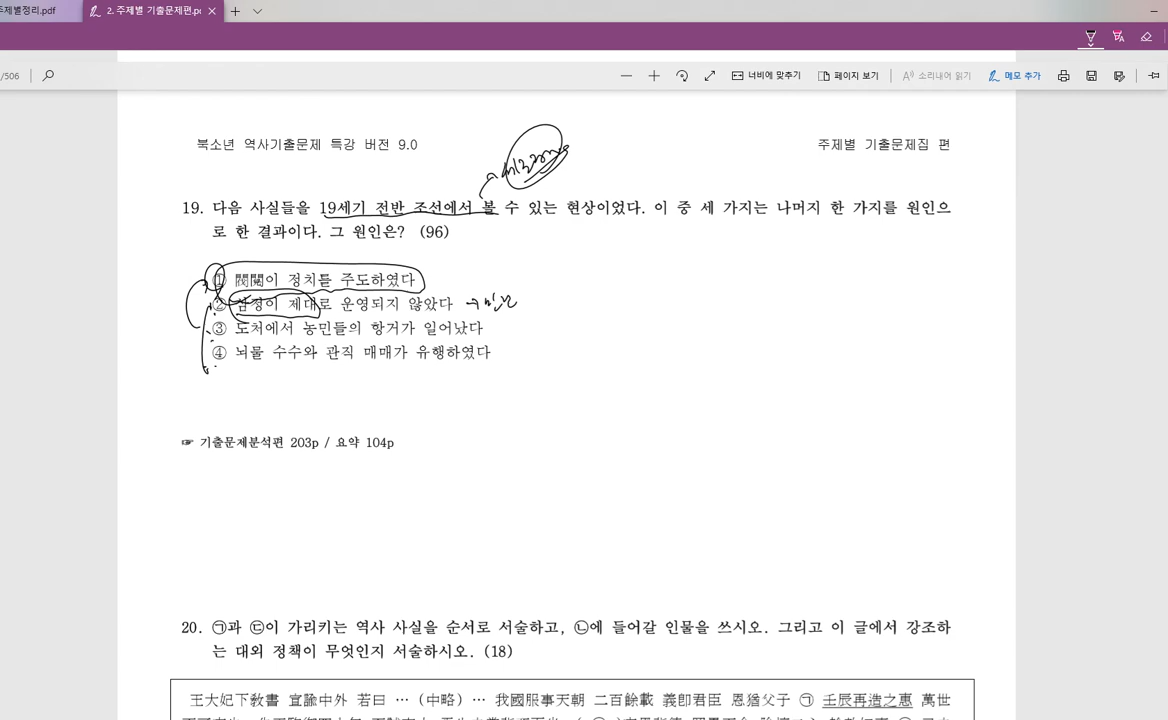 주제별정리.pdf
2. 주제별 기출문제편.pd
/506
너비에 맞추기
페이지 보기
소리내어 읽기
메모 추가
북소년 역사기출문제 특강 버전 9.0
주제별 기출문제집 편
19. 다음 사실들을 19세기 전반 조선에서 볼 수 있는 현상이었다. 이 중 세 가지는 나머지 한 가지를 원인으
로 한 결과이다. 그 원인은? (96)
① 閥閱이 정치를 주도하였다
② 삼정이 제대로 운영되지 않았다
③ 도처에서 농민들의 항거가 일어났다
④ 뇌물 수수와 관직 매매가 유행하였다
☞ 기출문제분석편 203p / 요약 104p
20. ㉠과 ㉢이 가리키는 역사 사실을 순서로 서술하고, ㉡에 들어갈 인물을 쓰시오. 그리고 이 글에서 강조하
는 대외 정책이 무엇인지 서술하시오. (18)
王大妃下敎書 宣諭中外 若曰 …（中略）… 我國服事天朝 二百餘載 義卽君臣 恩猶父子 ㉠ 壬辰再造之惠 萬世